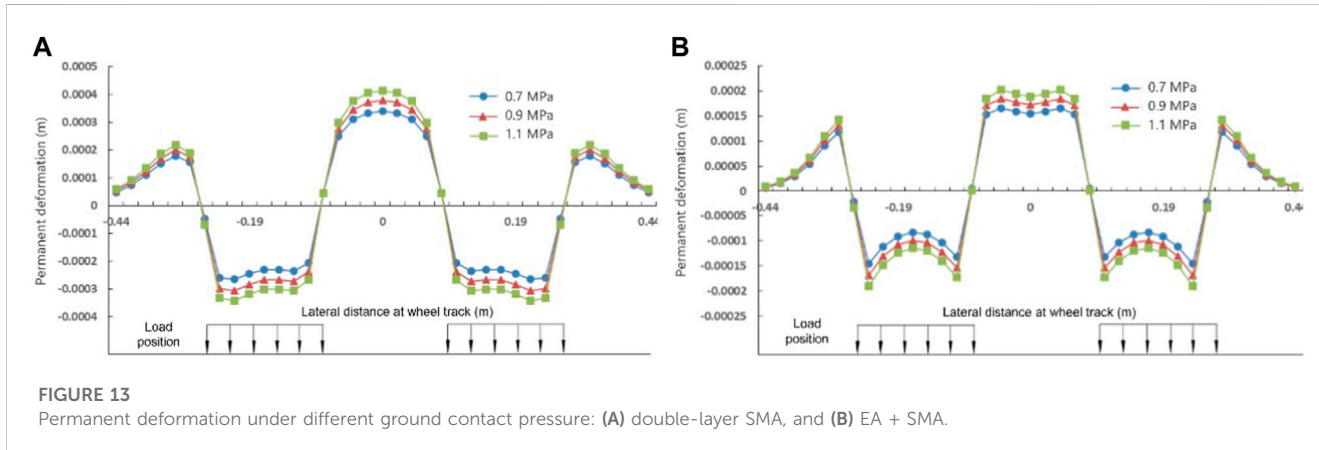 A
Permanent deformation (m)
0.0005
0.0004
0.0003
0.0002
0.0001
0
-0.0001
-0.0002
-0.0003
-0.0004
-0.44
-0.19
0
0.19
0.44
0.7 MPa
0.9 MPa
1.1 MPa
Lateral distance at wheel track (m)
Load
position
B
Permanent deformation (m)
0.00025
0.0002
0.00015
0.0001
0.00005
0
-0.00005
-0.0001
-0.00015
-0.0002
-0.00025
-0.44
-0.19
0
0.19
0.44
0.7 MPa
0.9 MPa
1.1 MPa
Lateral distance at wheel track (m)
Load
position
FIGURE 13
Permanent deformation under different ground contact pressure: (A) double-layer SMA, and (B) EA + SMA.